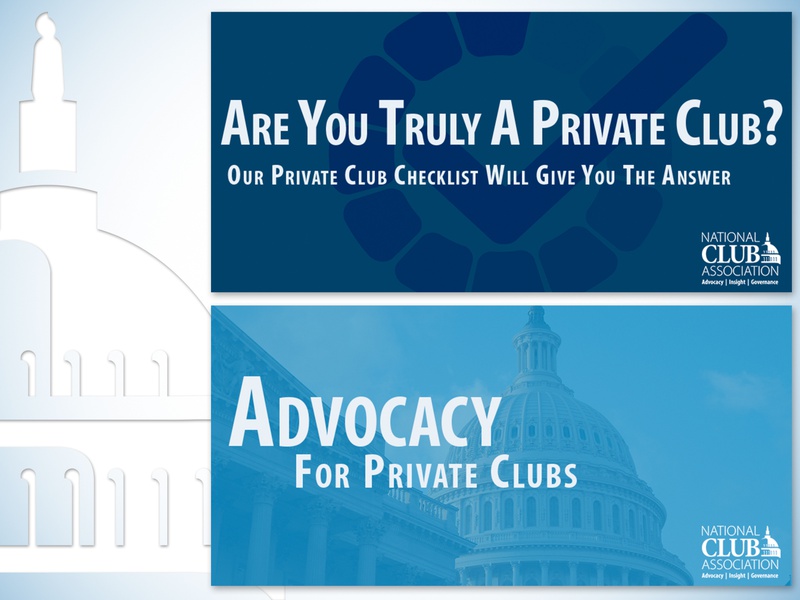 Are You Truly A Private Club?
Our Private Club Checklist Will Give You The Answer
NATIONAL
CLUB
ASSOCIATION
Advocacy | Insight | Governance
Advocacy
For Private Clubs
NATIONAL
CLUB
ASSOCIATION
Advocacy | Insight | Governance